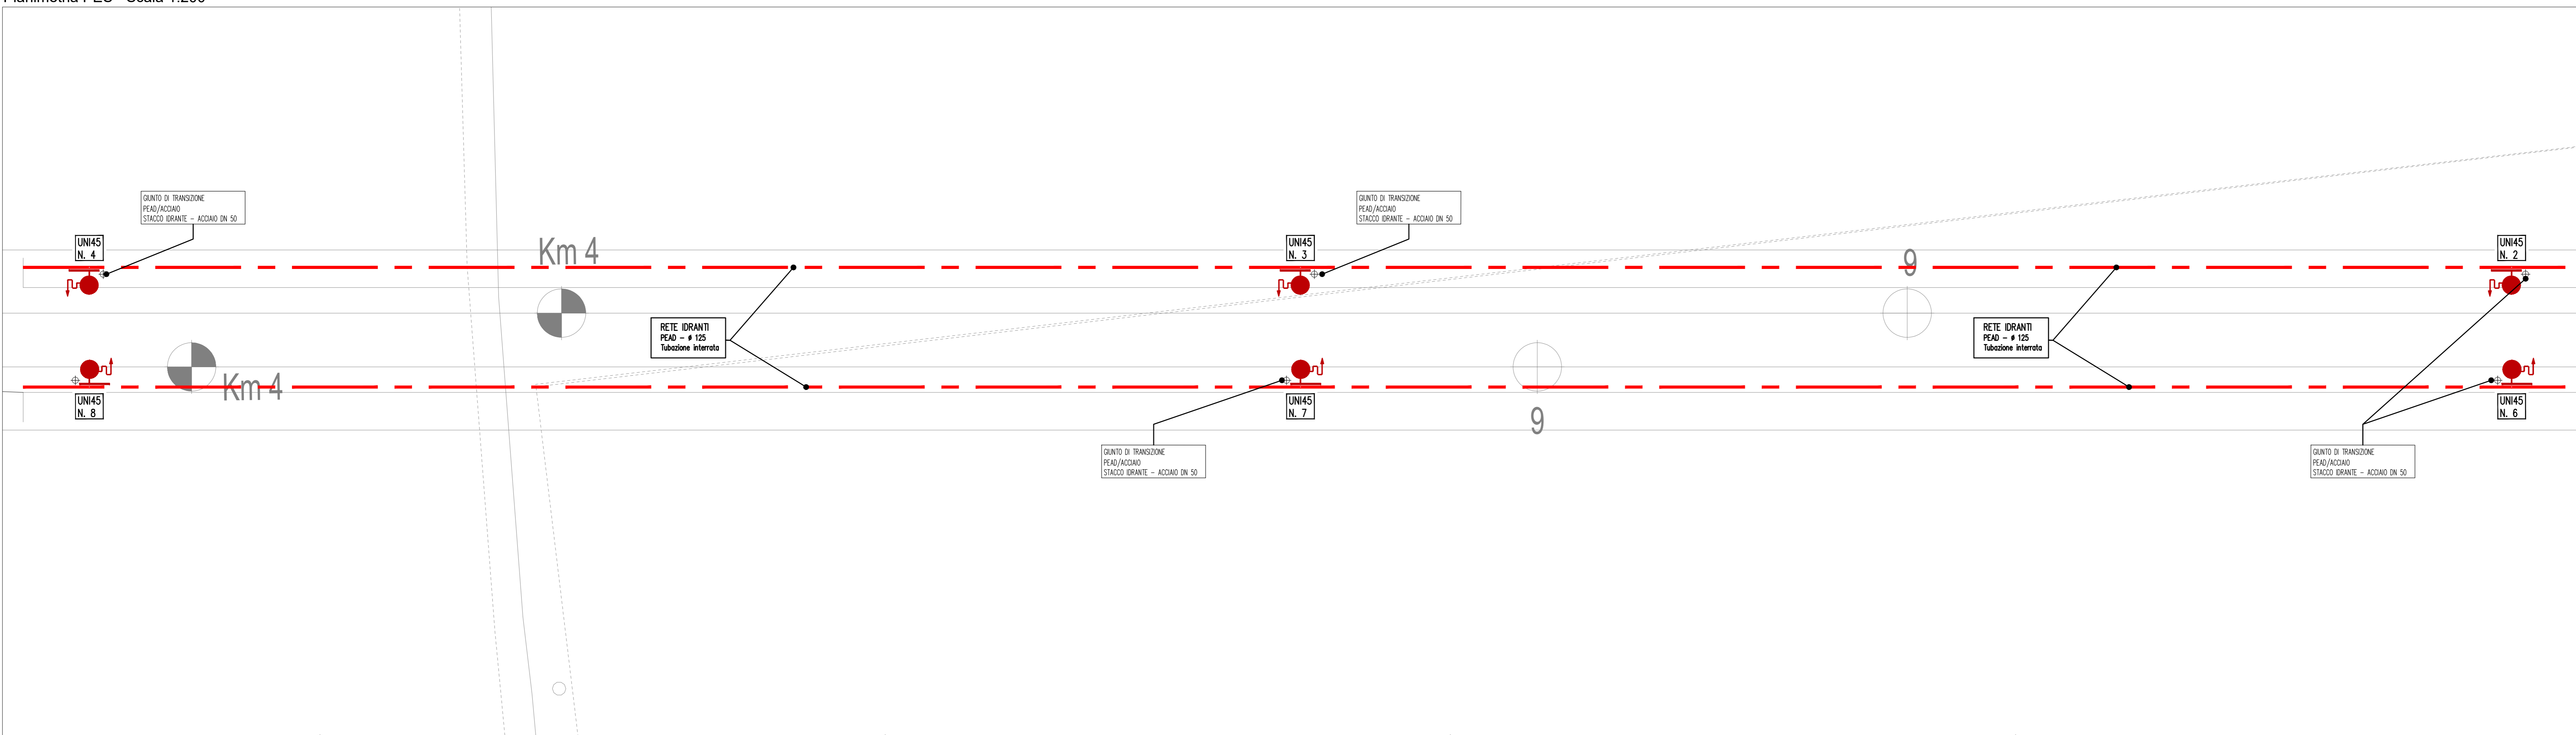 GIUNTO DI TRANSIZIONE
PEAD/ACCIAIO
STACCO IDRANTE - ACCIAIO DN 50
GIUNTO DI TRANSIZIONE
PEAD/ACCIAIO
STACCO IDRANTE - ACCIAIO DN 50
UNI45
N. 4
Km 4
UNI45
N. 3
9
UNI45
N. 2
RETE IDRANTI
PEAD - ø 125
Tubazione interrata
RETE IDRANTI
PEAD - ø 125
Tubazione interrata
Km 4
UNI45
N. 8
UNI45
N. 7
9
UNI45
N. 6
GIUNTO DI TRANSIZIONE
PEAD/ACCIAIO
STACCO IDRANTE - ACCIAIO DN 50
GIUNTO DI TRANSIZIONE
PEAD/ACCIAIO
STACCO IDRANTE - ACCIAIO DN 50